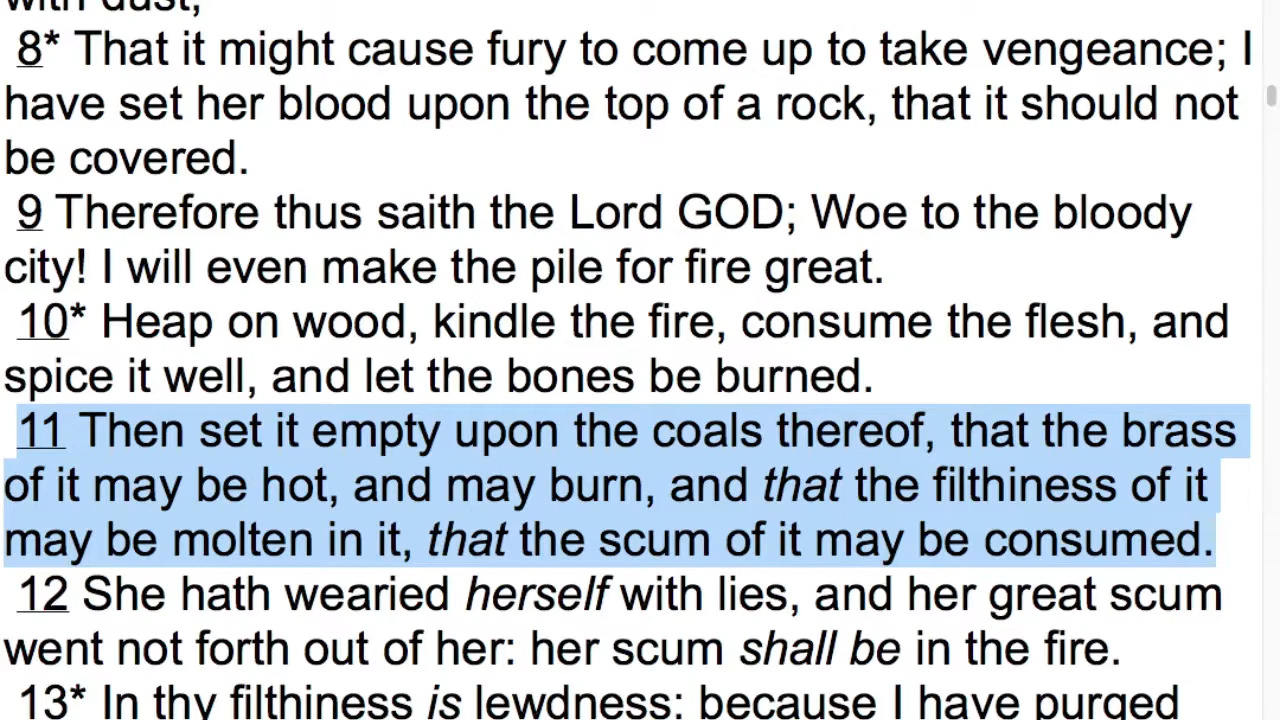 with dust;
8* That it might cause fury to come up to take vengeance; I
have set her blood upon the top of a rock, that it should not
be covered.
9 Therefore thus saith the Lord GOD; Woe to the bloody
city! I will even make the pile for fire great.
10* Heap on wood, kindle the fire, consume the flesh, and
spice it well, and let the bones be burned.
11 Then set it empty upon the coals thereof, that the brass
of it may be hot, and may burn, and that the filthiness of it
may be molten in it, that the scum of it may be consumed.
12 She hath wearied herself with lies, and her great scum
went not forth out of her: her scum shall be in the fire.
13* In thy filthiness is lewdness: because I have purged